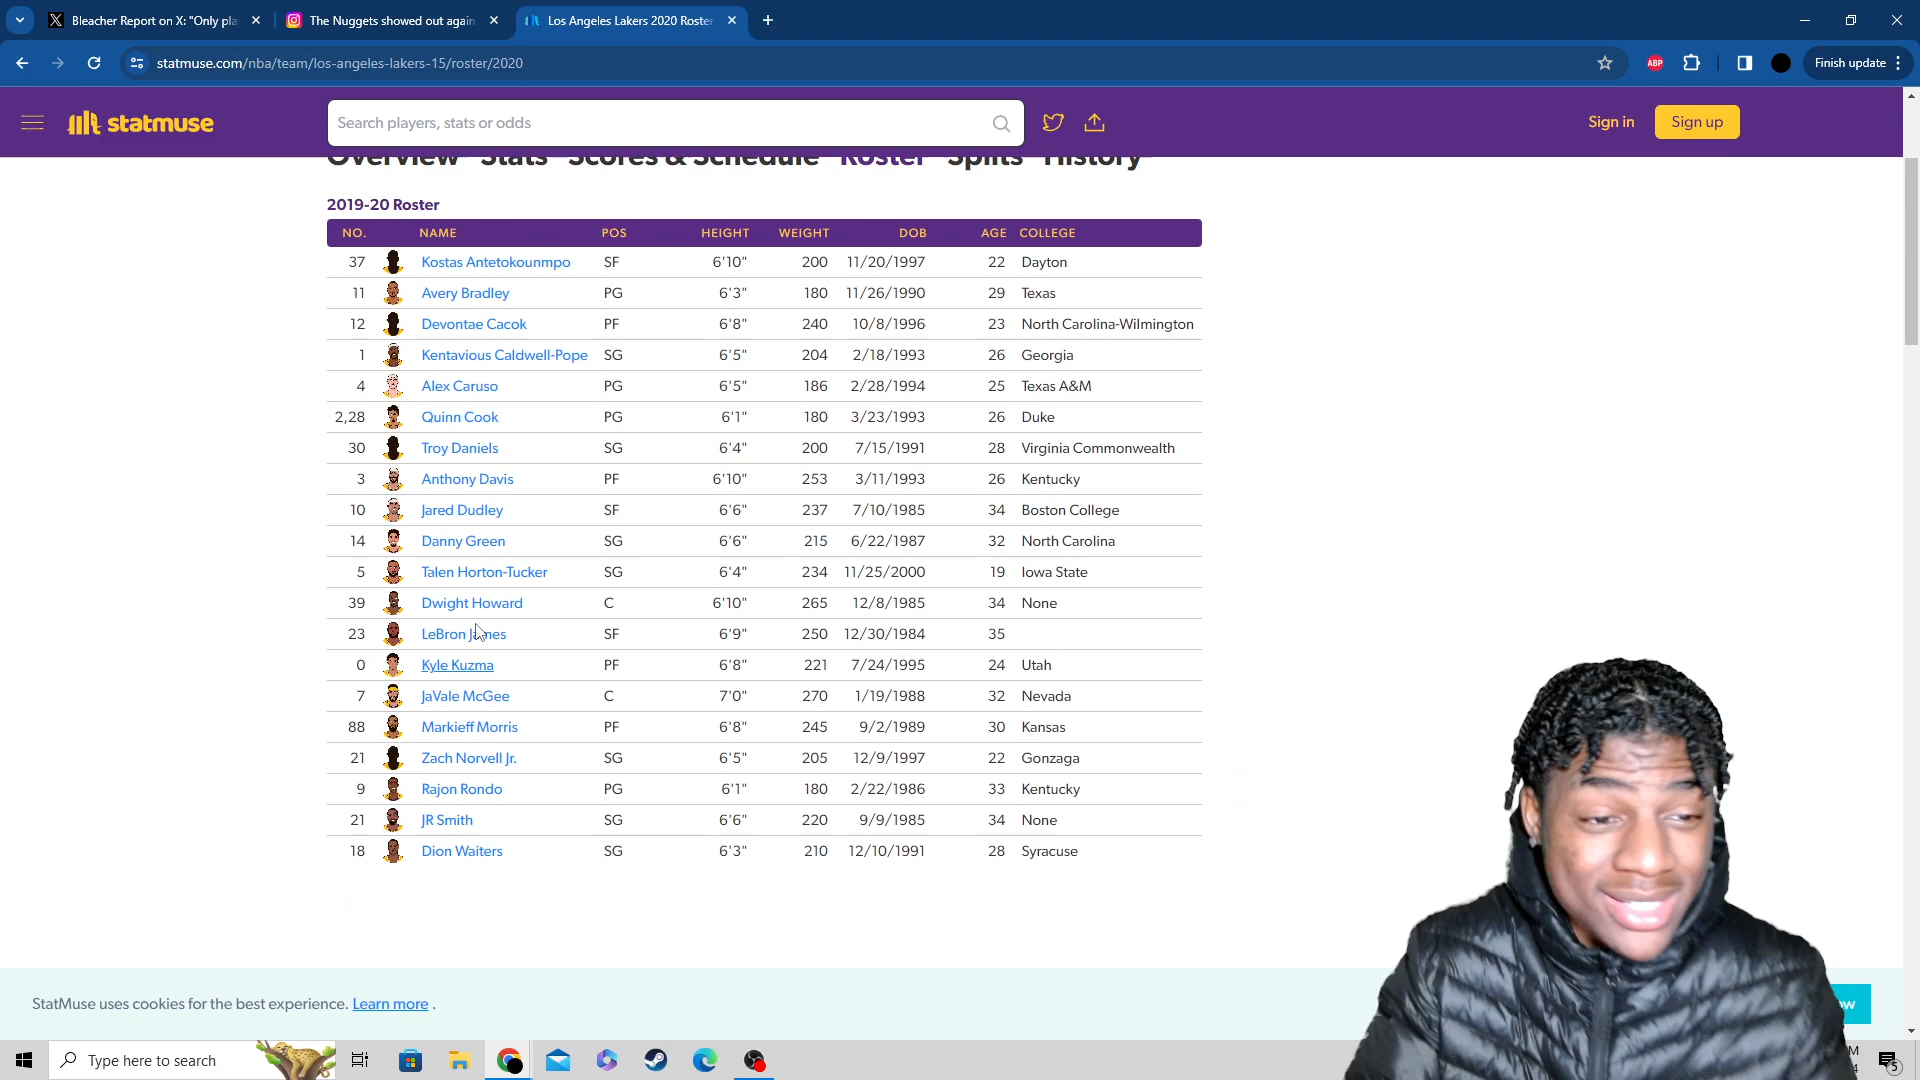 Bleacher Report on X: "Only pla
The Nuggets showed out again
Los Angeles Lakers 2020 Roster
statmuse.com/nba/team/los-angeles-lakers-15/roster/2020
ABP
Finish update
statmuse
Search players, stats or odds
Sign in
Sign up
Overview Stats Scores & Schedule Roster Splits History
2019-20 Roster
NO. NAME POS HEIGHT WEIGHT DOB AGE COLLEGE
37 Kostas Antetokounmpo SF 6'10" 200 11/20/1997 22 Dayton
11 Avery Bradley PG 6'3" 180 11/26/1990 29 Texas
12 Devontae Cacok PF 6'8" 240 10/8/1996 23 North Carolina-Wilmington
1 Kentavious Caldwell-Pope SG 6'5" 204 2/18/1993 26 Georgia
4 Alex Caruso PG 6'5" 186 2/28/1994 25 Texas A&M
2,28 Quinn Cook PG 6'1" 180 3/23/1993 26 Duke
30 Troy Daniels SG 6'4" 200 7/15/1991 28 Virginia Commonwealth
3 Anthony Davis PF 6'10" 253 3/11/1993 26 Kentucky
10 Jared Dudley SF 6'6" 237 7/10/1985 34 Boston College
14 Danny Green SG 6'6" 215 6/22/1987 32 North Carolina
5 Talen Horton-Tucker SG 6'4" 234 11/25/2000 19 Iowa State
39 Dwight Howard C 6'10" 265 12/8/1985 34 None
23 LeBron James SF 6'9" 250 12/30/1984 35
0 Kyle Kuzma PF 6'8" 221 7/24/1995 24 Utah
7 JaVale McGee C 7'0" 270 1/19/1988 32 Nevada
88 Markieff Morris PF 6'8" 245 9/2/1989 30 Kansas
21 Zach Norvell Jr. SG 6'5" 205 12/9/1997 22 Gonzaga
9 Rajon Rondo PG 6'1" 180 2/22/1986 33 Kentucky
21 JR Smith SG 6'6" 220 9/9/1985 34 None
18 Dion Waiters SG 6'3" 210 12/10/1991 28 Syracuse
StatMuse uses cookies for the best experience. Learn more .
ow
Type here to search
M
4
5